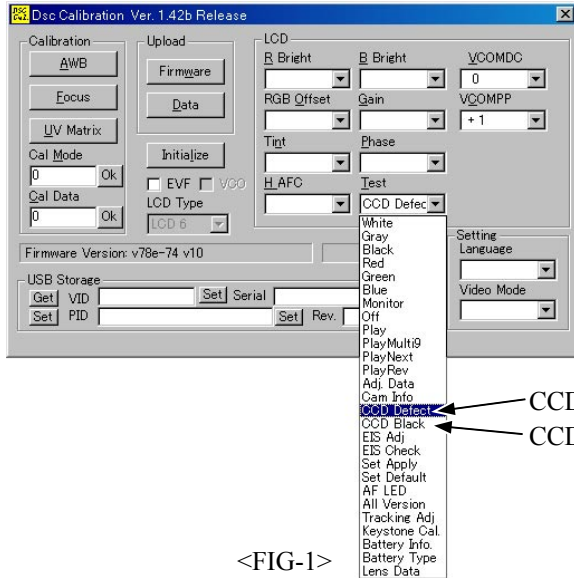 Dsc Calibration Ver. 1.42b Release
Calibration
AWB
Focus
UV Matrix
Cal Mode
0 Ok
Cal Data
0 Ok
Upload
Firmware
Data
Initialize
EVF VCO
LCD Type
LCD 6
LCD
R Bright
B Bright
VCOMDC
0
RGB Offset
Gain
VCOMPP
+1
Tint
Phase
H AFC
Test
CCD Defec
Firmware Version: v78e-74 v10
Setting
Language
Video Mode
USB Storage
Get VID Set Serial
Set PID Set Rev.
White
Gray
Black
Red
Green
Blue
Monitor
Off
Play
PlayMulti9
PlayNext
PlayRev
Adj. Data
Cam Info
CCD Defect
CCD Black
EIS Adj
EIS Check
Set Apply
Set Default
AF LED
All Version
Tracking Adj
Keystone Cal.
Battery Info.
Battery Type
Lens Data
CCD
CCD
<FIG-1>